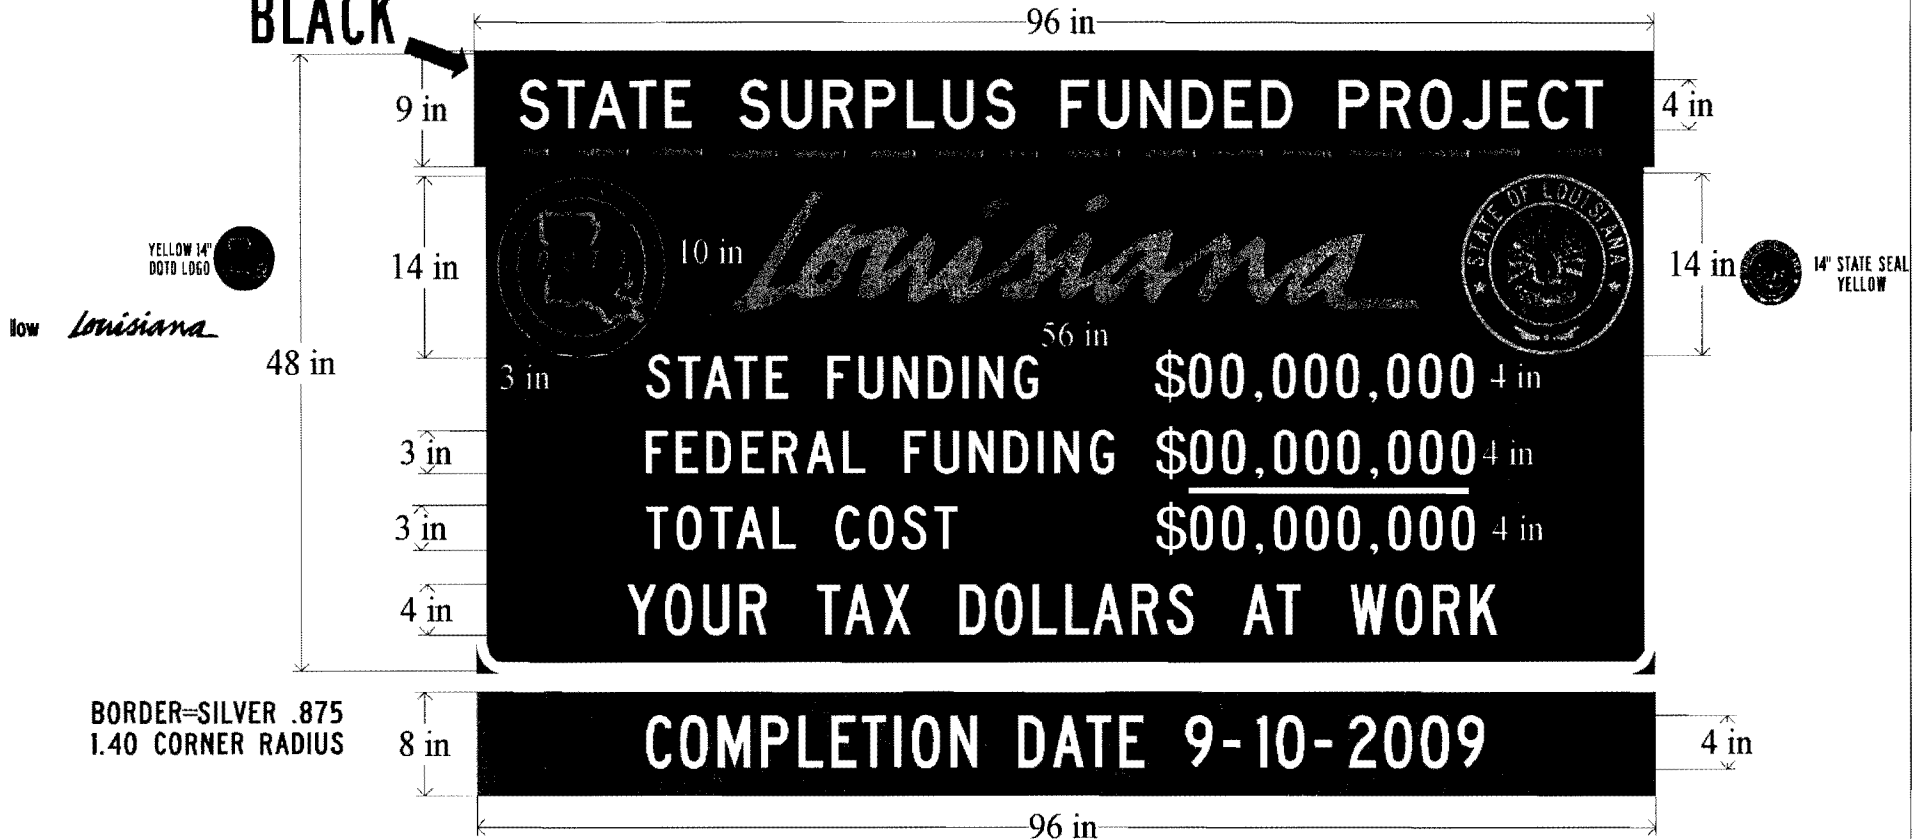 BLACK
96 in
9 in
STATE SURPLUS FUNDED PROJECT
4 in
YELLOW 14"
DOTD LOGO
14 in
10 in
Louisiana
STATE OF LOUISIANA
14 in
14" STATE SEAL
YELLOW
llow Louisiana
56 in
48 in
3 in
STATE FUNDING $00,000,000 4 in
3 in
FEDERAL FUNDING $00,000,000 4 in
3 in
TOTAL COST $00,000,000 4 in
4 in
YOUR TAX DOLLARS AT WORK
BORDER=SILVER .875
1.40 CORNER RADIUS
8 in
COMPLETION DATE 9-10-2009
4 in
96 in